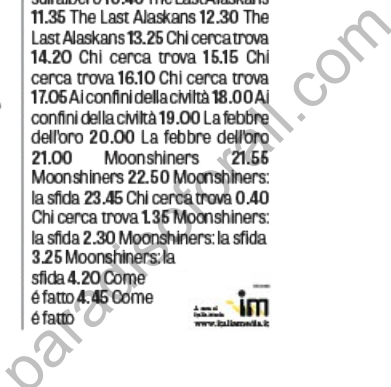 11.35 The Last Alaskans 12.30 The
Last Alaskans 13.25 Chi cerca trova
14.20 Chi cerca trova 15.15 Chi
cerca trova 16.10 Chi cerca trova
17.05 Ai confini della civiltà 18.00 Ai
confini della civiltà 19.00 La febbre
dell'oro 20.00 La febbre dell'oro
21.00 Moonshiners 21.55
Moonshiners 22.50 Moonshiners:
la sfida 23.45 Chi cerca trova 0.40
Chi cerca trova 1.35 Moonshiners:
la sfida 2.30 Moonshiners: la sfida
3.25 Moonshiners: la
sfida 4.20 Come
é fatto 4.45 Come
é fatto
im
www.italiamedia.it
paradisoforall.com